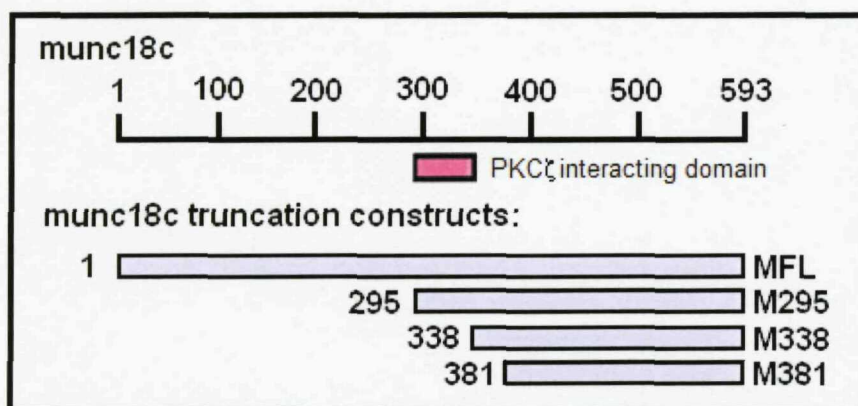 munc18c
1 100 200 300 400 500 593
PKCζ interacting domain
munc18c truncation constructs:
1 MFL
295 M295
338 M338
381 M381